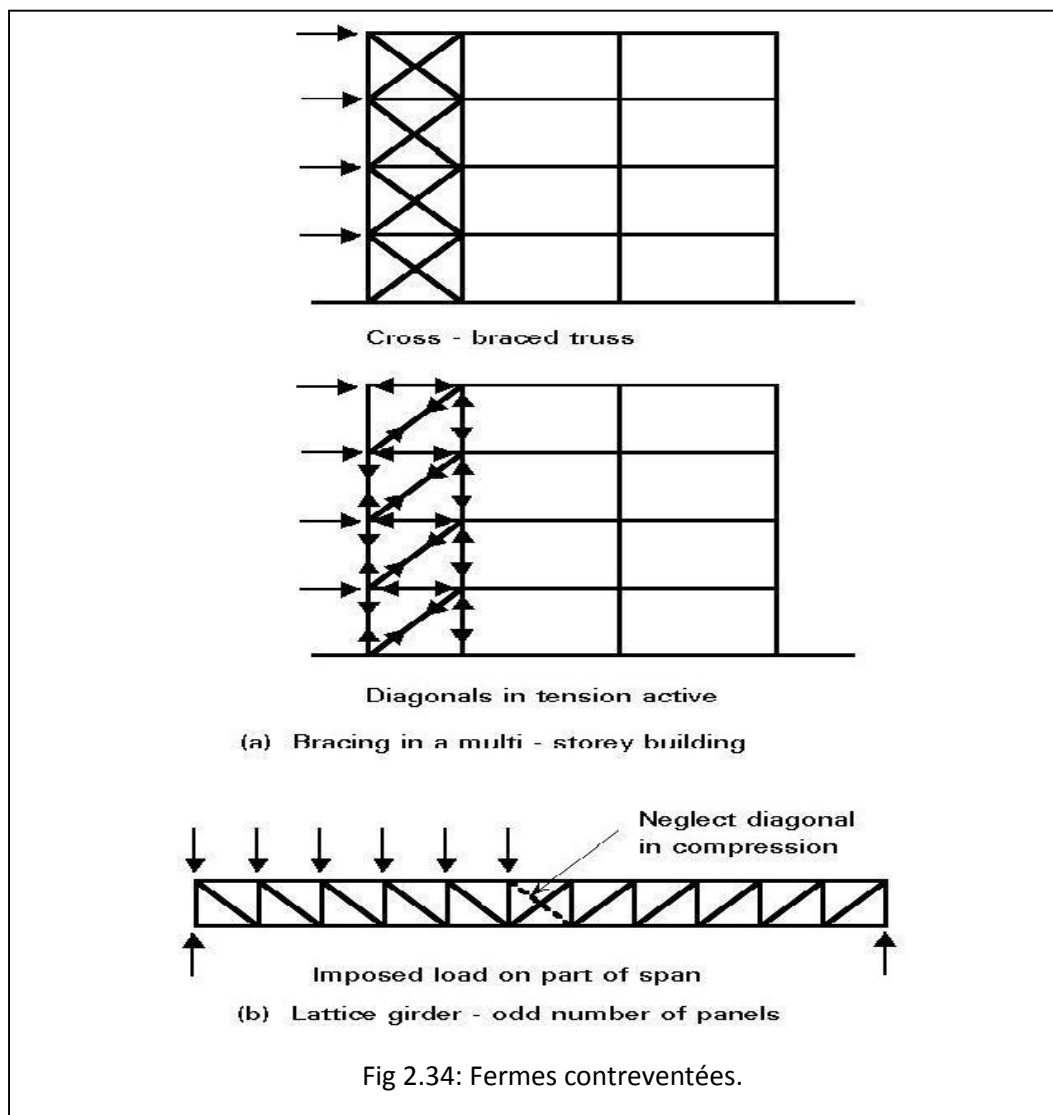 Cross - braced truss
Diagonals in tension active
(a) Bracing in a multi - storey building
Neglect diagonal
in compression
Imposed load on part of span
(b) Lattice girder - odd number of panels
Fig 2.34: Fermes contreventées.